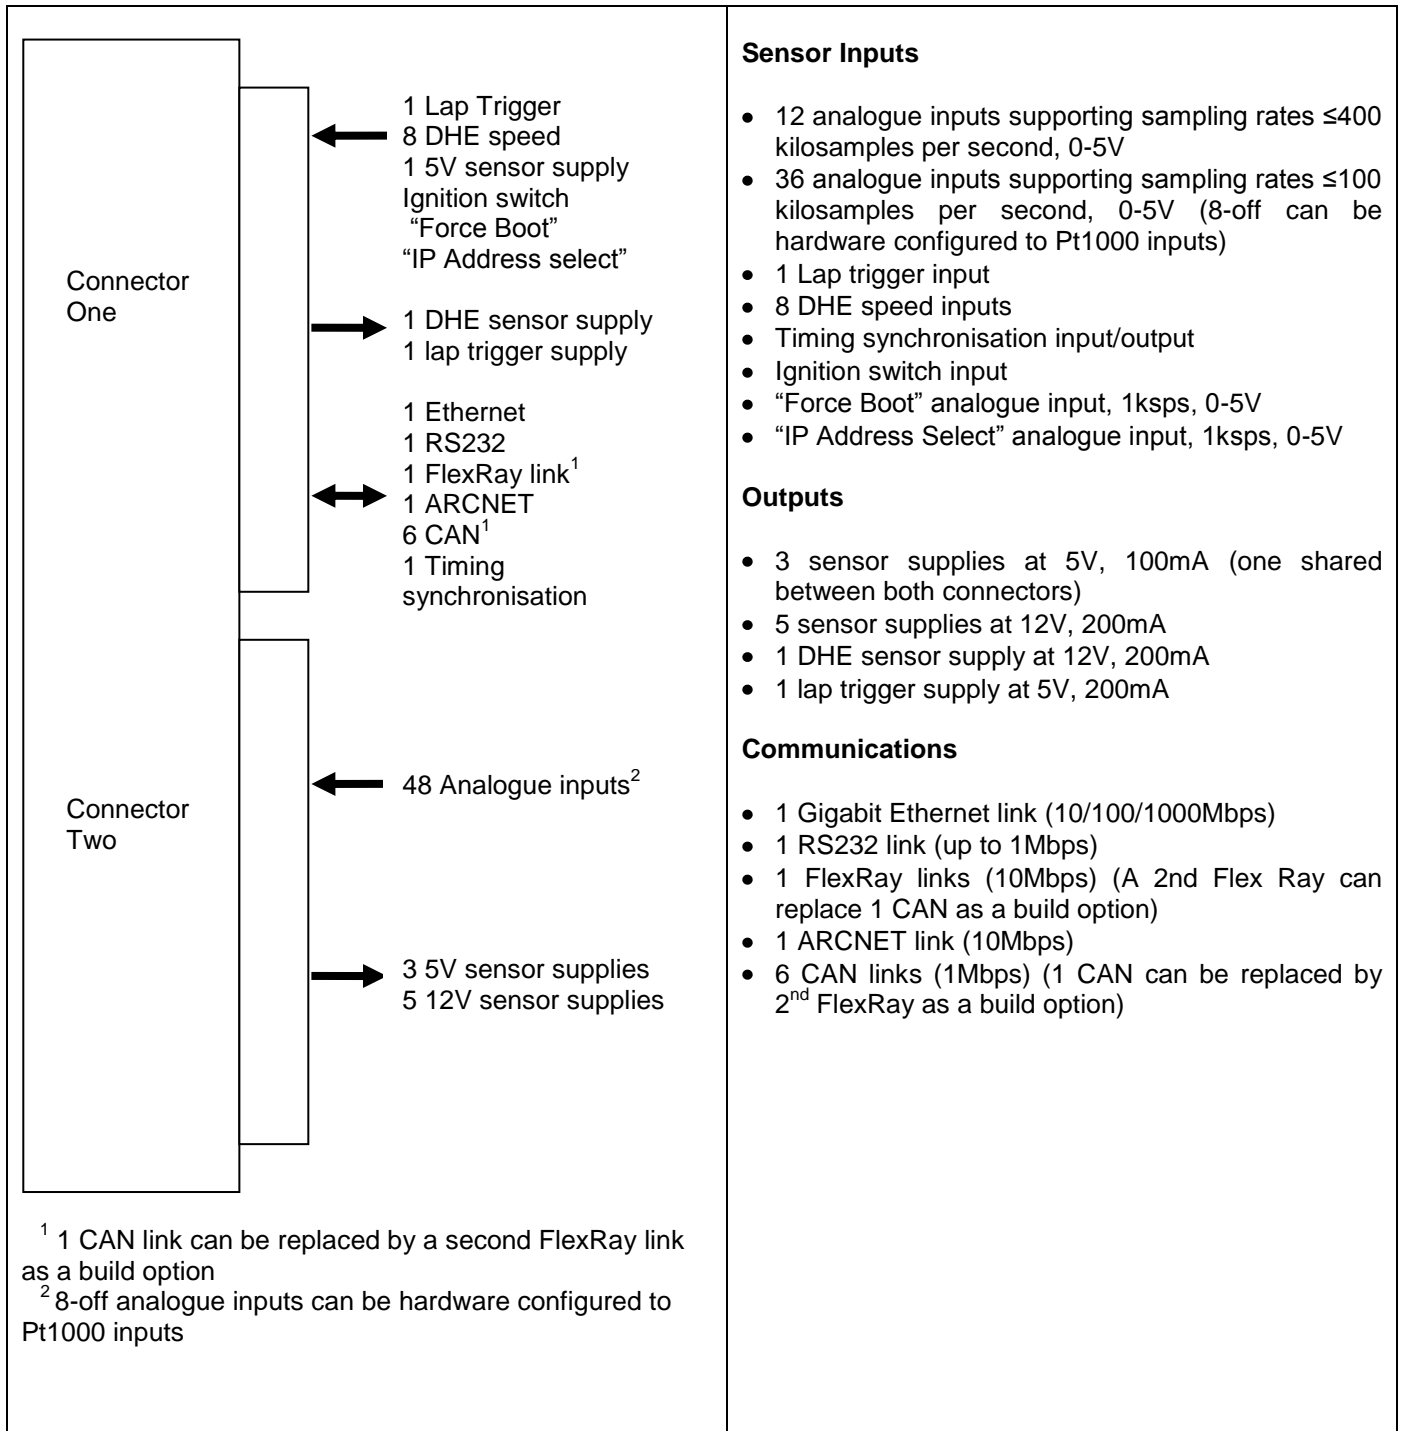 Connector
One
1 Lap Trigger
8 DHE speed
1 5V sensor supply
Ignition switch
“Force Boot”
“IP Address select”
1 DHE sensor supply
1 lap trigger supply
1 Ethernet
1 RS232
1 FlexRay link1
1 ARCNET
6 CAN1
1 Timing
synchronisation
Connector
Two
48 Analogue inputs2
3 5V sensor supplies
5 12V sensor supplies
1 1 CAN link can be replaced by a second FlexRay link
as a build option
2 8-off analogue inputs can be hardware configured to
Pt1000 inputs
Sensor Inputs
• 12 analogue inputs supporting sampling rates ≤400
kilosamples per second, 0-5V
• 36 analogue inputs supporting sampling rates ≤100
kilosamples per second, 0-5V (8-off can be
hardware configured to Pt1000 inputs)
• 1 Lap trigger input
• 8 DHE speed inputs
• Timing synchronisation input/output
• Ignition switch input
• “Force Boot” analogue input, 1ksps, 0-5V
• “IP Address Select” analogue input, 1ksps, 0-5V
Outputs
• 3 sensor supplies at 5V, 100mA (one shared
between both connectors)
• 5 sensor supplies at 12V, 200mA
• 1 DHE sensor supply at 12V, 200mA
• 1 lap trigger supply at 5V, 200mA
Communications
• 1 Gigabit Ethernet link (10/100/1000Mbps)
• 1 RS232 link (up to 1Mbps)
• 1 FlexRay links (10Mbps) (A 2nd Flex Ray can
replace 1 CAN as a build option)
• 1 ARCNET link (10Mbps)
• 6 CAN links (1Mbps) (1 CAN can be replaced by
2nd FlexRay as a build option)